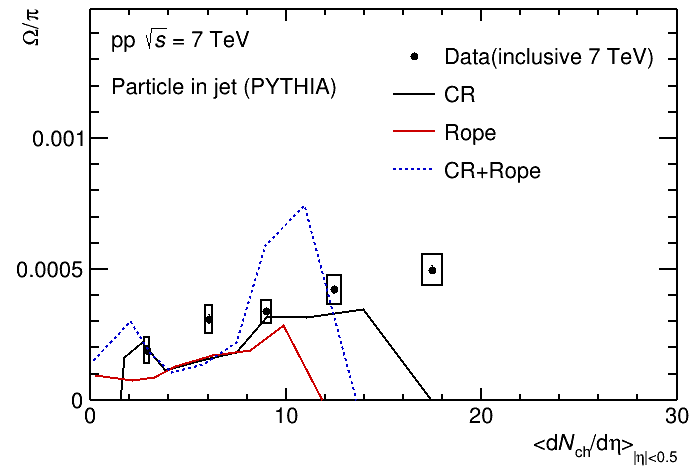 Ω/π
pp √s = 7 TeV
Particle in jet (PYTHIA)
Data(inclusive 7 TeV)
CR
Rope
CR+Rope
0.001
0.0005
0
0 10 20 30
<dN_ch/dη>_|η|<0.5